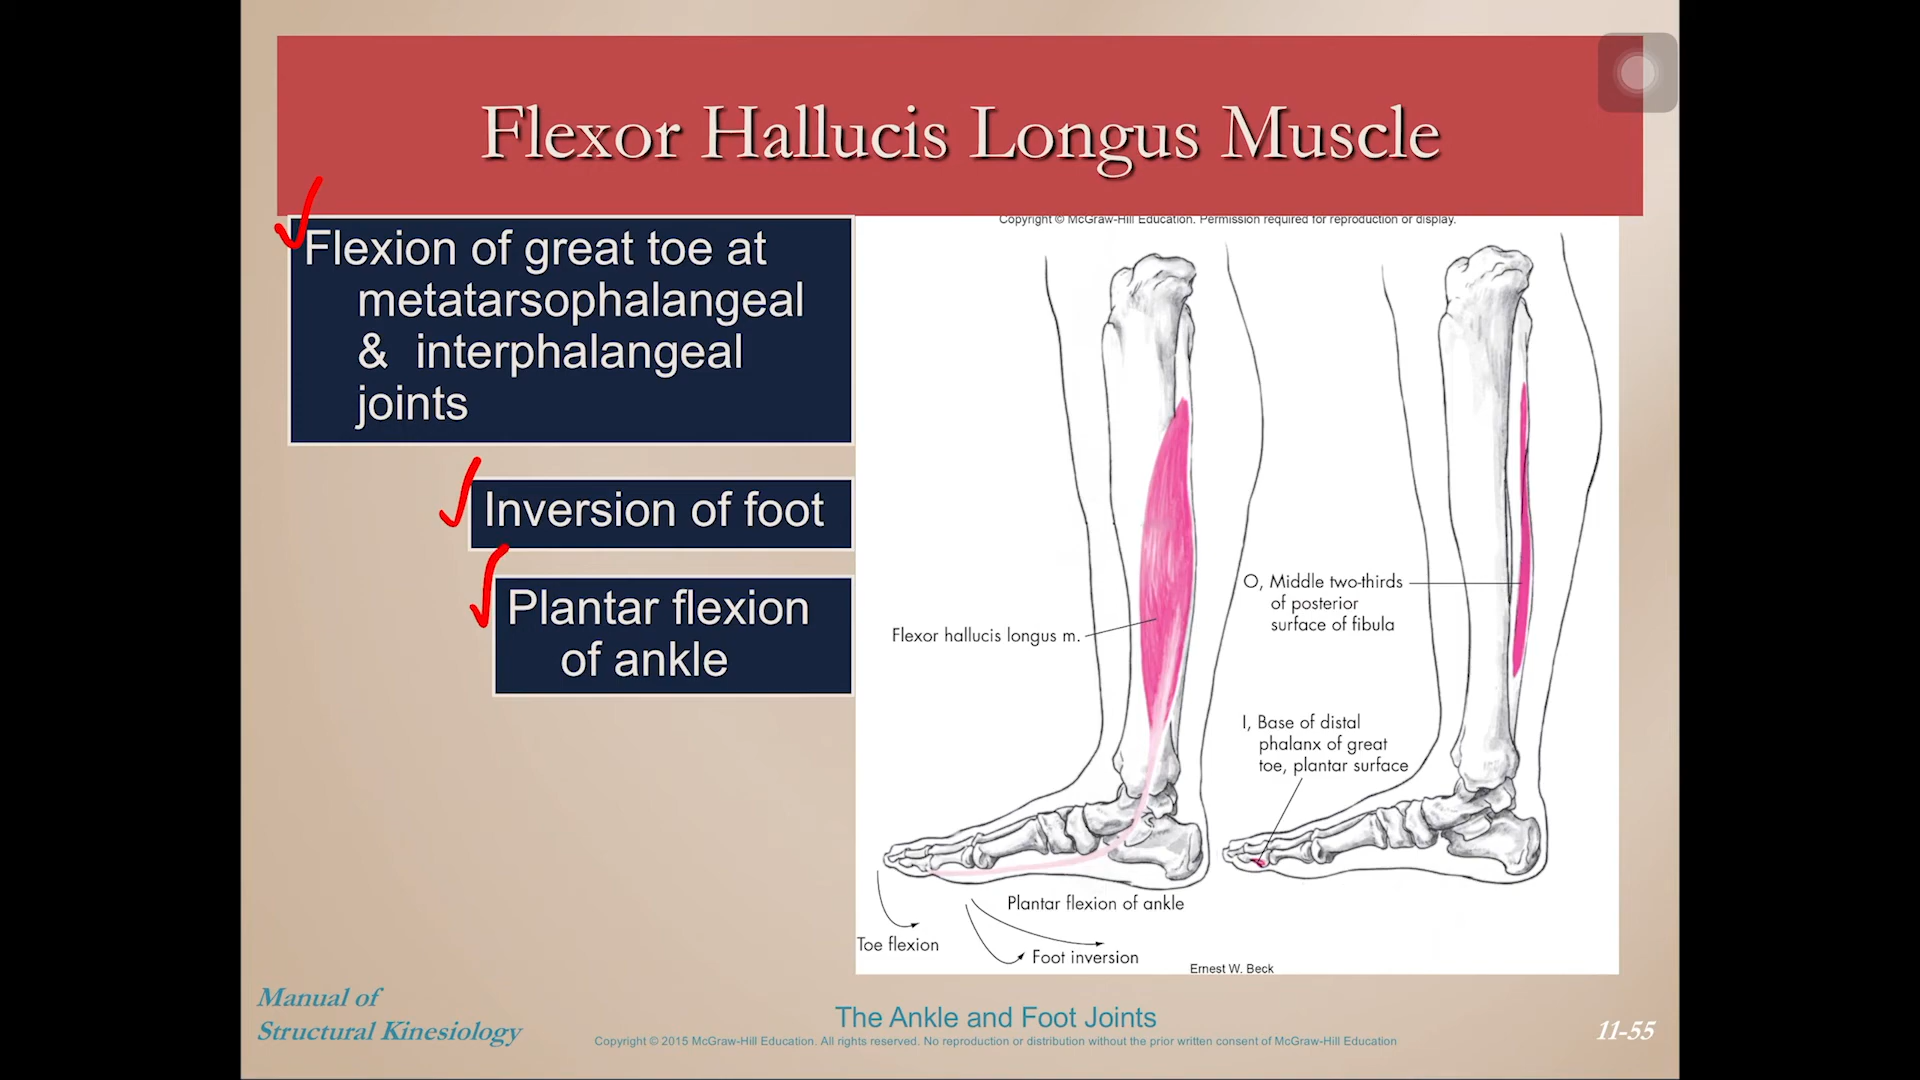 Flexor Hallucis Longus Muscle
Flexion of great toe at
metatarsophalangeal
& interphalangeal
joints
Inversion of foot
Plantar flexion
of ankle
Copyright © McGraw-Hill Education. Permission required for reproduction or display.
Flexor hallucis longus m.
O, Middle two-thirds
of posterior
surface of fibula
I, Base of distal
phalanx of great
toe, plantar surface
Plantar flexion of ankle
Toe flexion
Foot inversion
Ernest W. Beck
Manual of
Structural Kinesiology
The Ankle and Foot Joints
Copyright © 2015 McGraw-Hill Education. All rights reserved. No reproduction or distribution without the prior written consent of McGraw-Hill Education
11-55